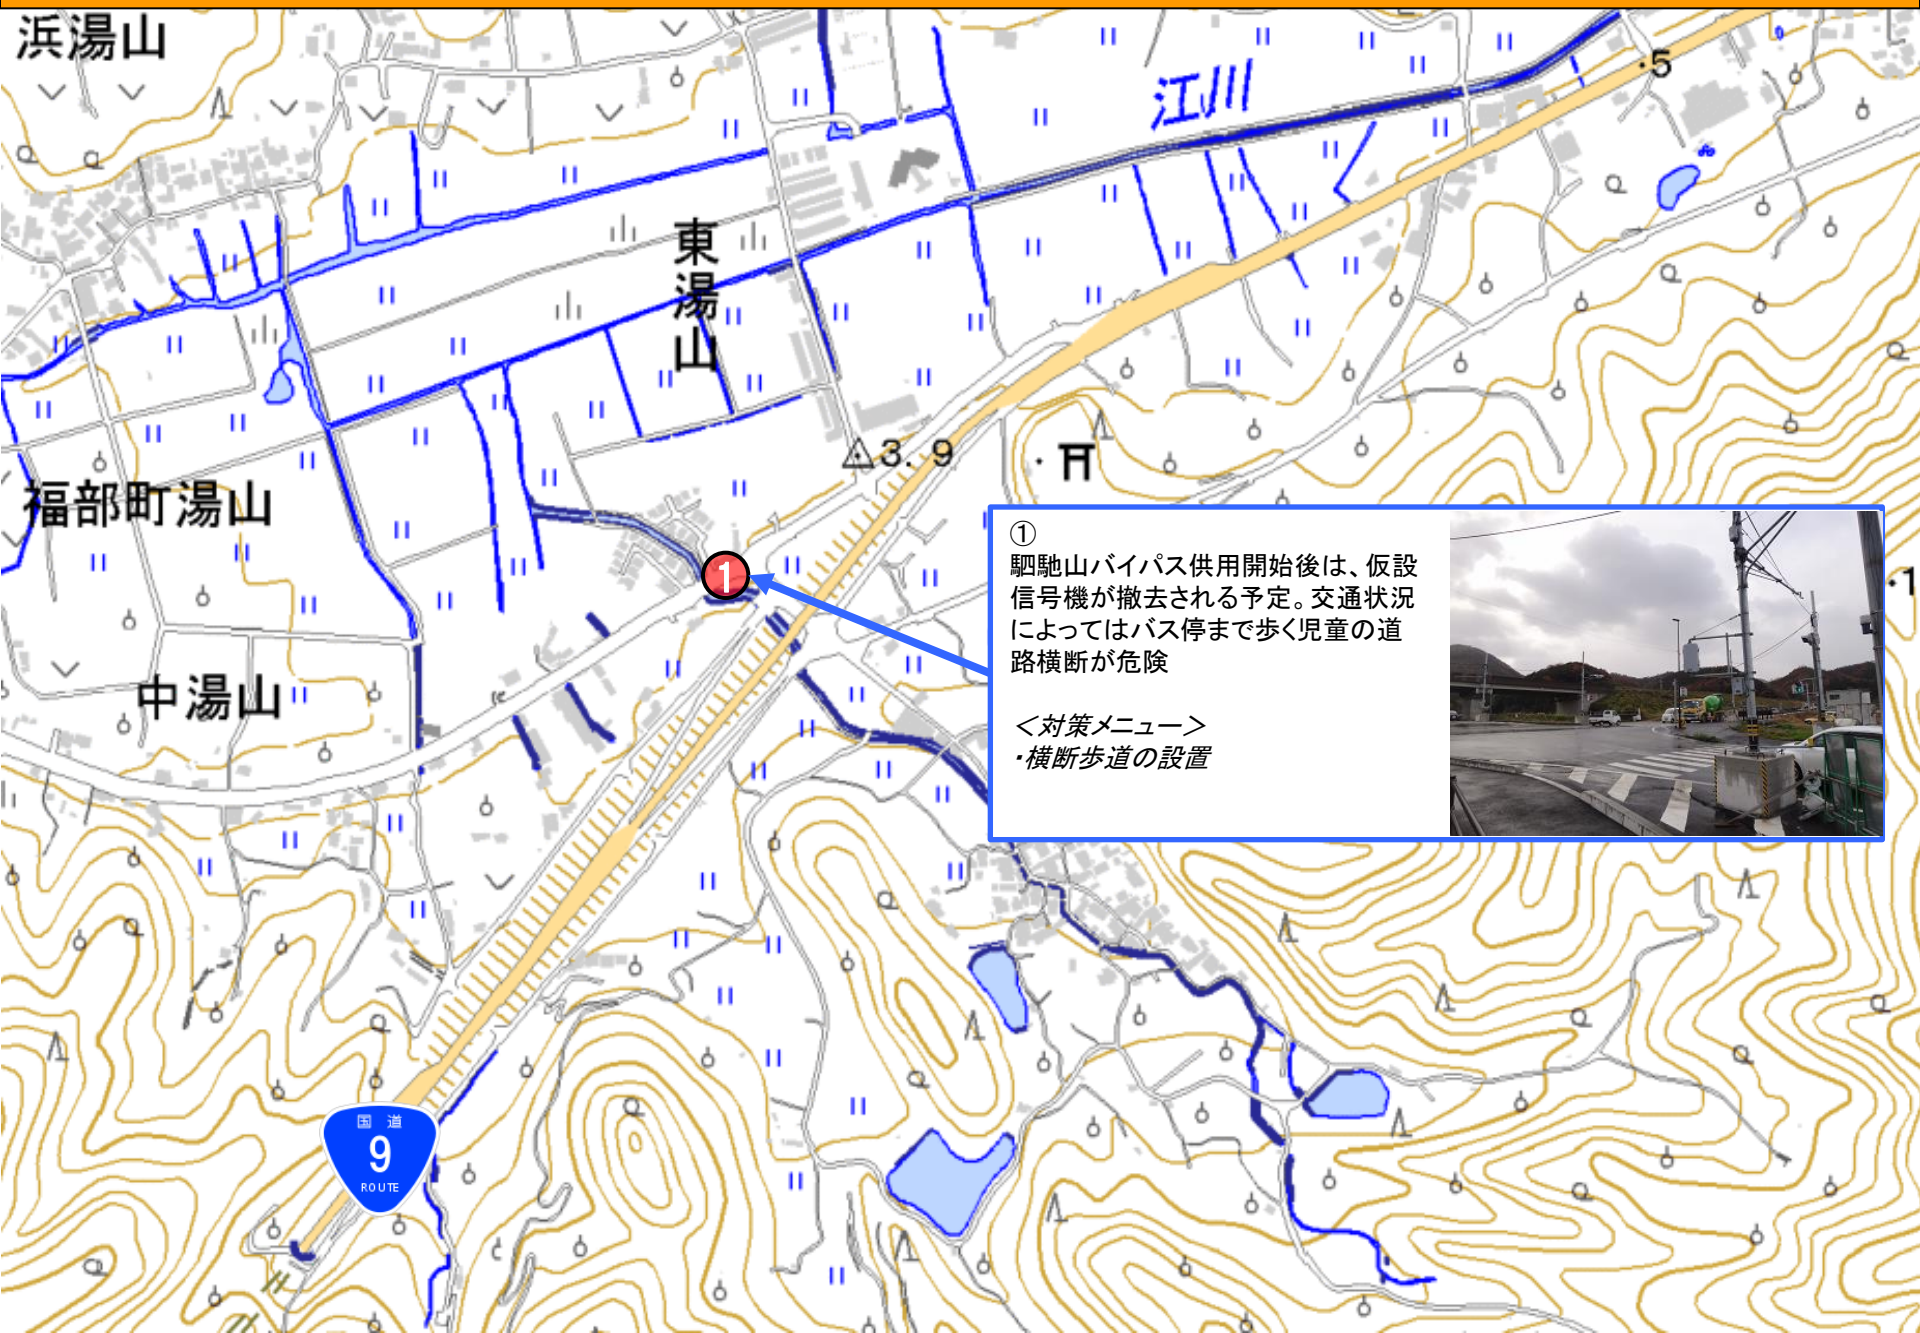 浜湯山
江川
・5
東湯山
△3.9
福部町湯山
1
①
駟馳山バイパス供用開始後は、仮設
信号機が撤去される予定。交通状況
によってはバス停まで歩く児童の道
路横断が危険
＜対策メニュー＞
・横断歩道の設置
・1
中湯山
国道
9
ROUTE